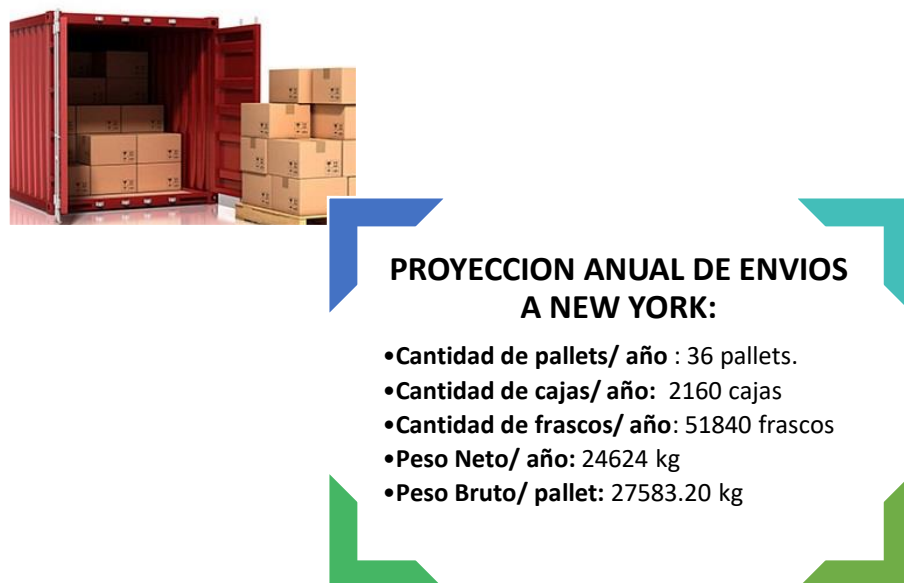 PROYECCION ANUAL DE ENVIOS
A NEW YORK:
•Cantidad de pallets/ año : 36 pallets.
•Cantidad de cajas/ año: 2160 cajas
•Cantidad de frascos/ año: 51840 frascos
•Peso Neto/ año: 24624 kg
•Peso Bruto/ pallet: 27583.20 kg